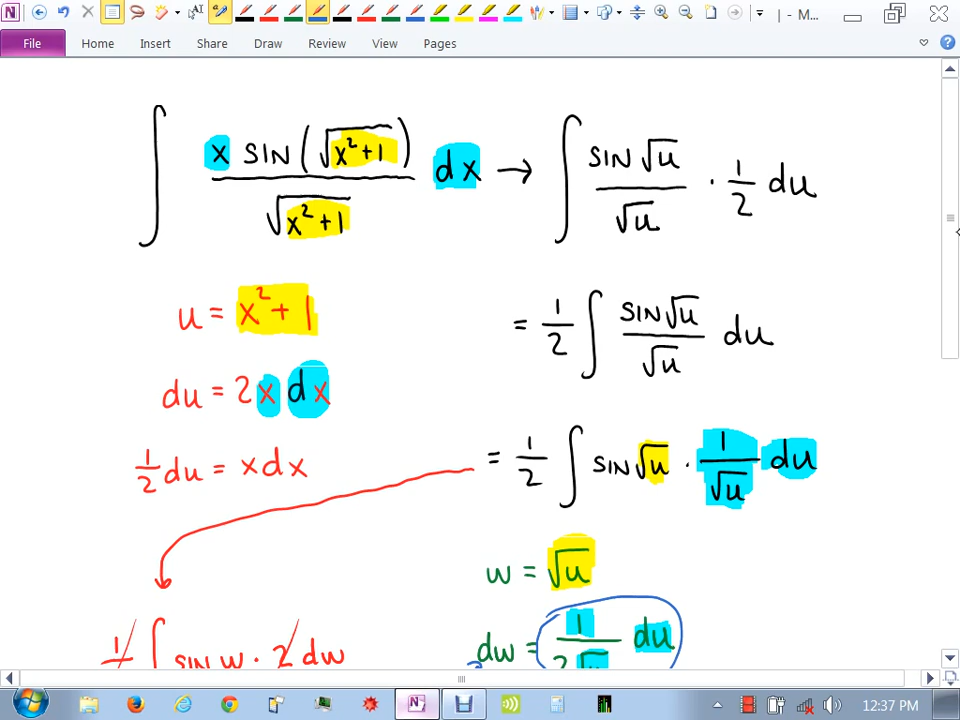 | - M...
File Home Insert Share Draw Review View Pages
∫ x SIN(√(x²+1)) / √(x²+1) dx → ∫ SIN √u / √u · 1/2 du
u = x² + 1
= 1/2 ∫ SIN √u / √u du
du = 2x dx
1/2 du = x dx
= 1/2 ∫ SIN √u · 1/√u du
w = √u
dw = 1/(2√u) du
1/ ∫ SIN w · 2 dw
12:37 PM